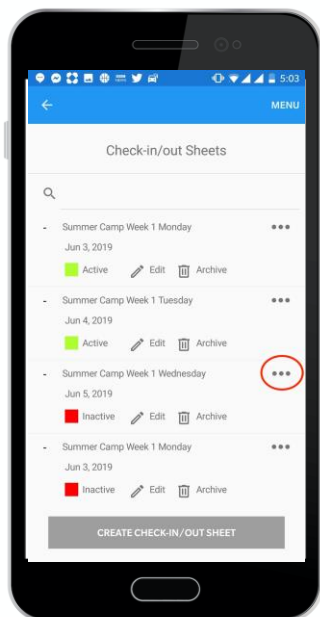 5:03
MENU
Check-in/out Sheets
- Summer Camp Week 1 Monday
Jun 3, 2019
Active Edit Archive
- Summer Camp Week 1 Tuesday
Jun 4, 2019
Active Edit Archive
- Summer Camp Week 1 Wednesday
Jun 5, 2019
Inactive Edit Archive
- Summer Camp Week 1 Monday
Jun 3, 2019
Inactive Edit Archive
CREATE CHECK-IN/OUT SHEET